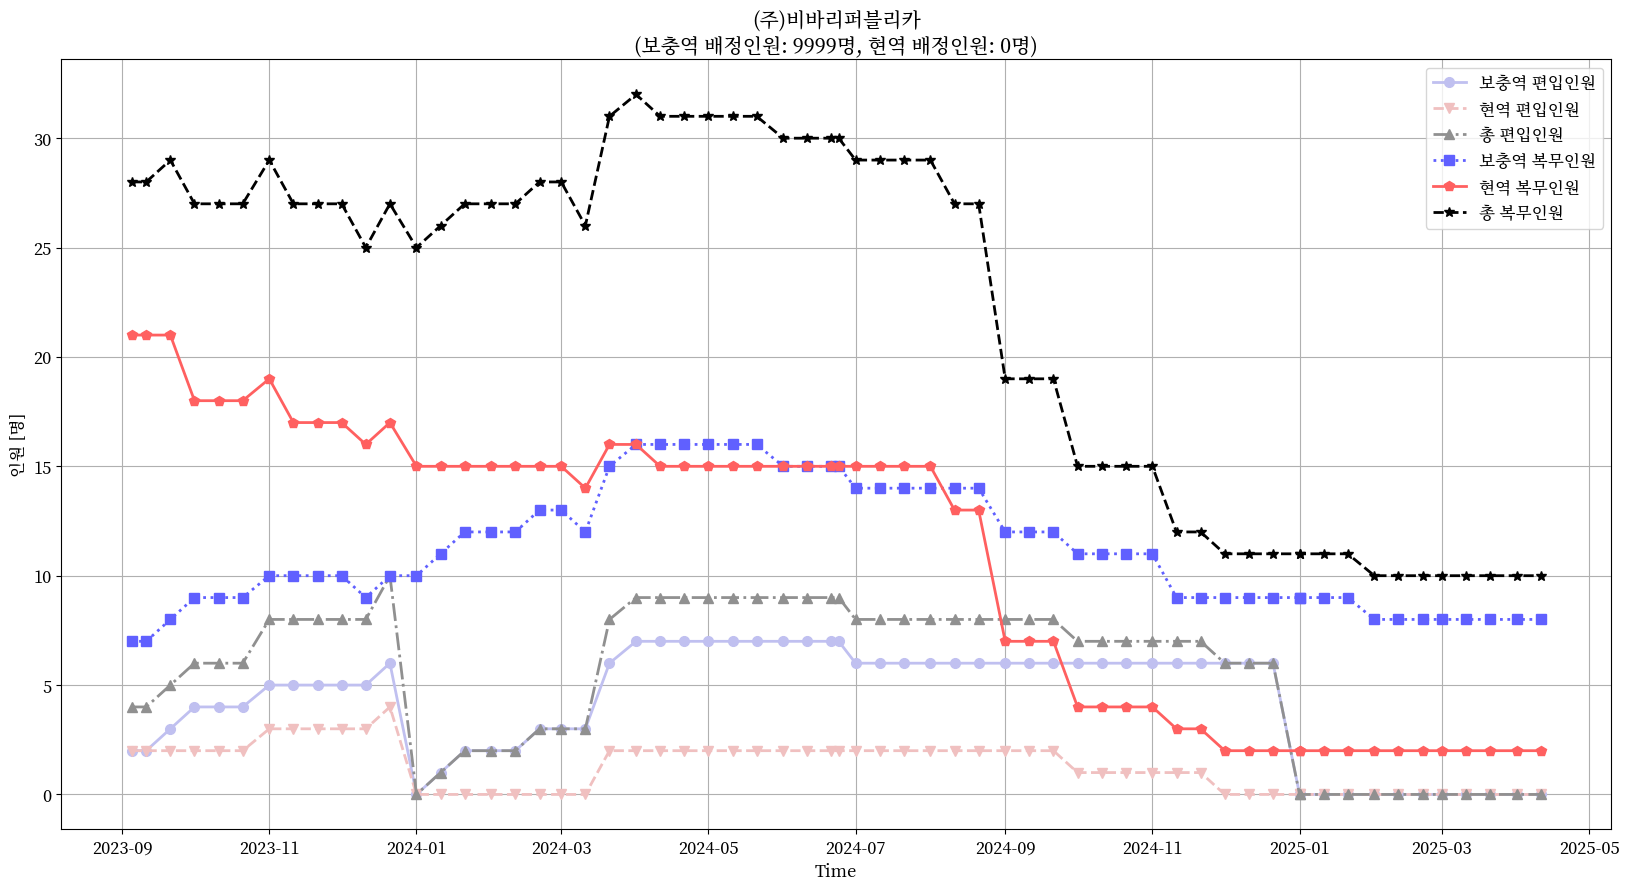 (주)비바리퍼블리카
(보충역 배정인원: 9999명, 현역 배정인원: 0명)
보충역 편입인원
현역 편입인원
총 편입인원
보충역 복무인원
현역 복무인원
총 복무인원
인원 [명]
30
25
20
15
10
5
0
2023-09 2023-11 2024-01 2024-03 2024-05 2024-07 2024-09 2024-11 2025-01 2025-03 2025-05
Time